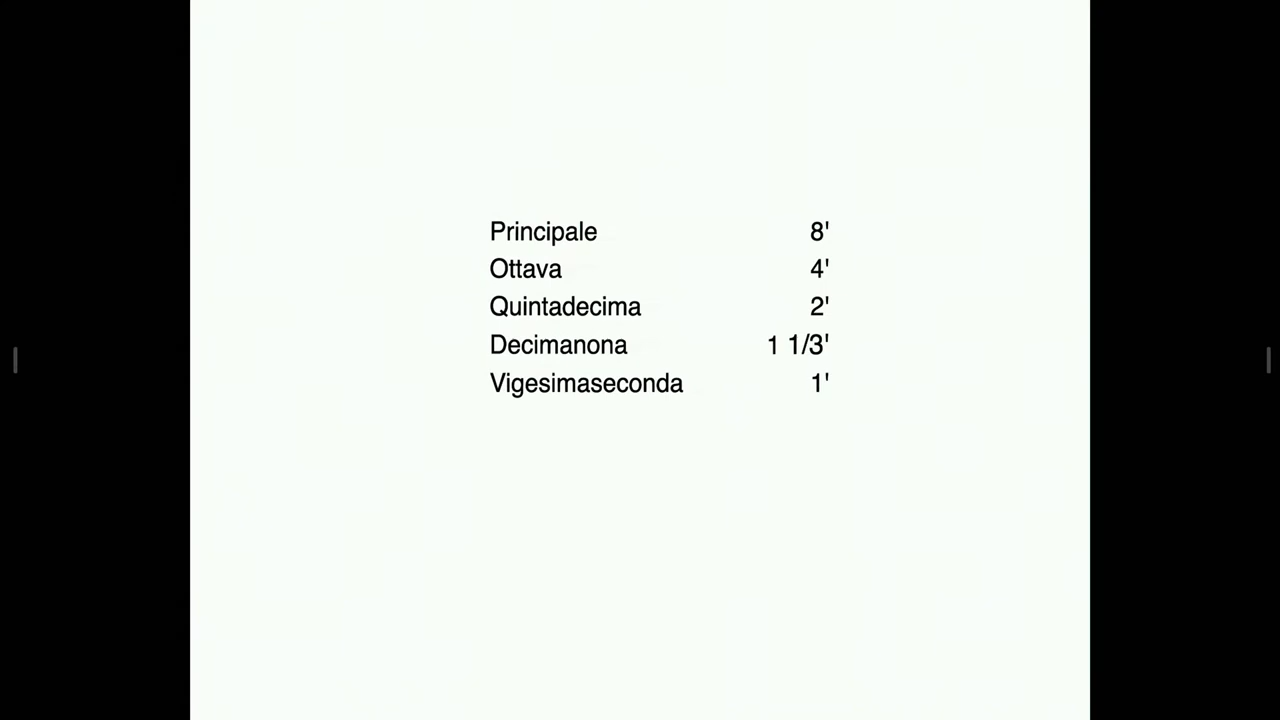 Principale 8'
Ottava 4'
Quintadecima 2'
Decimanona 1 1/3'
Vigesimaseconda 1'